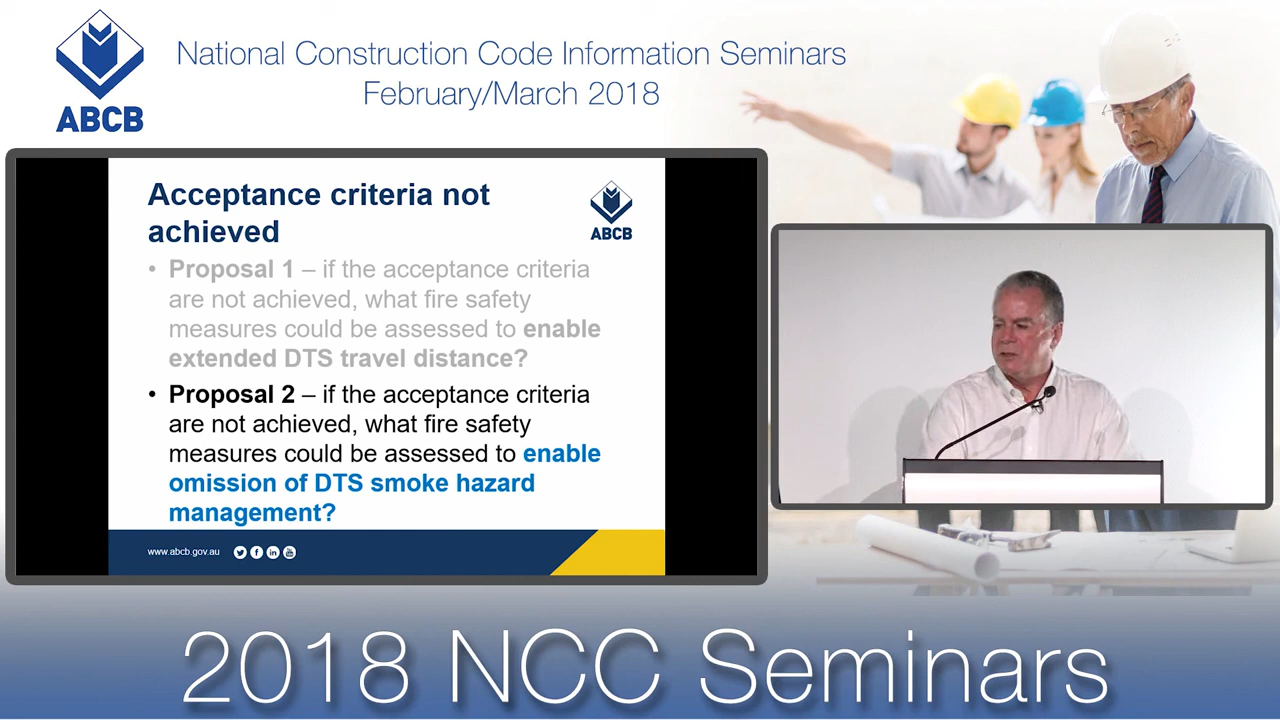 ABCB
National Construction Code Information Seminars
February/March 2018
Acceptance criteria not
achieved
ABCB
• Proposal 1 – if the acceptance criteria
are not achieved, what fire safety
measures could be assessed to enable
extended DTS travel distance?
• Proposal 2 – if the acceptance criteria
are not achieved, what fire safety
measures could be assessed to enable
omission of DTS smoke hazard
management?
www.abcb.gov.au
2018 NCC Seminars